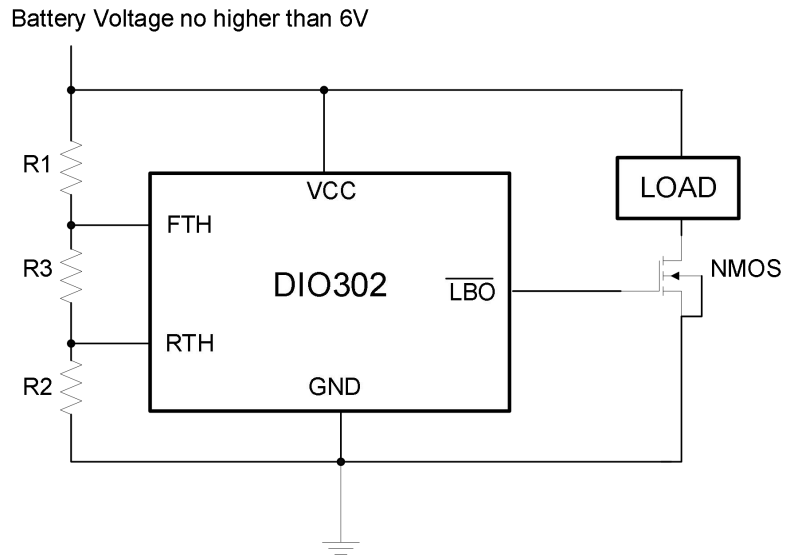 Battery Voltage no higher than 6V
R1
VCC
LOAD
FTH
R3
DIO302
LBO
NMOS
RTH
R2
GND